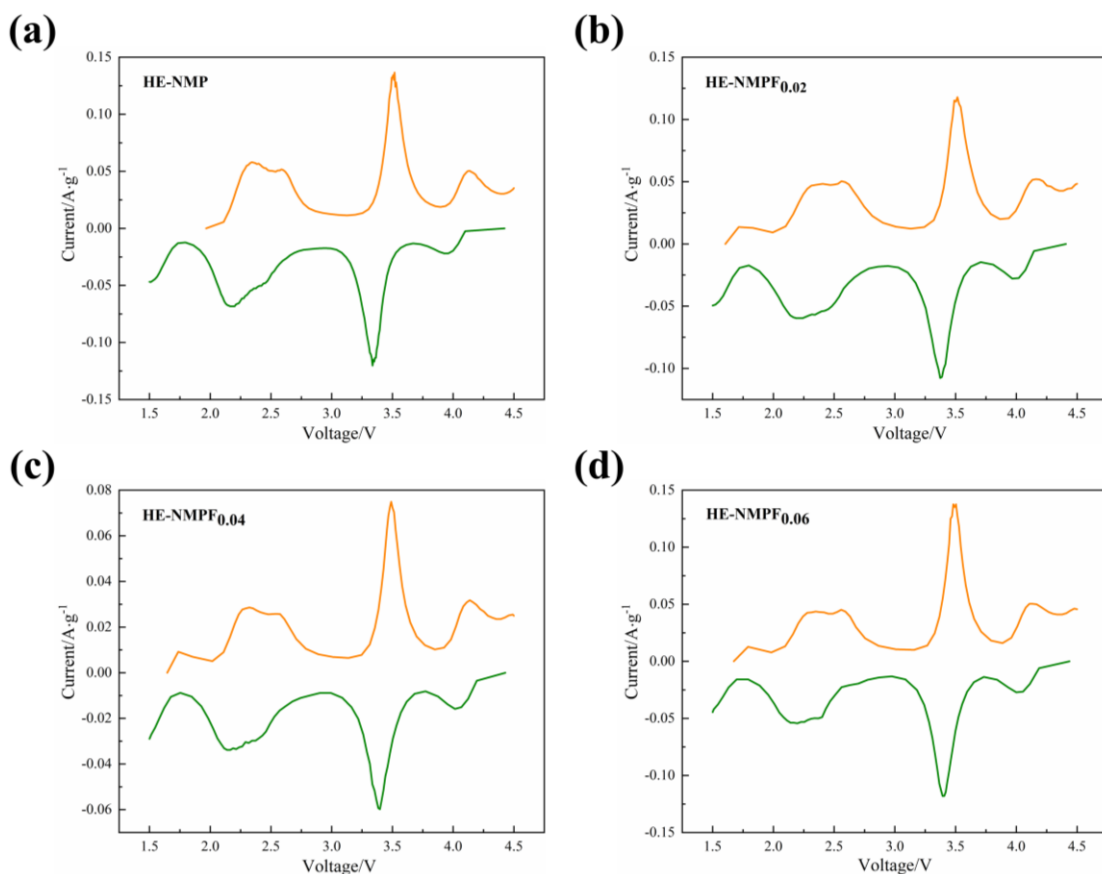 (a)
HE-NMP
Current/A·g-1
0.15
0.10
0.05
0.00
-0.05
-0.10
-0.15
1.5 2.0 2.5 3.0 3.5 4.0 4.5
Voltage/V
(b)
HE-NMPF0.02
Current/A·g-1
0.15
0.10
0.05
0.00
-0.05
-0.10
1.5 2.0 2.5 3.0 3.5 4.0 4.5
Voltage/V
(c)
HE-NMPF0.04
Current/A·g-1
0.08
0.06
0.04
0.02
0.00
-0.02
-0.04
-0.06
1.5 2.0 2.5 3.0 3.5 4.0 4.5
Voltage/V
(d)
HE-NMPF0.06
Current/A·g-1
0.15
0.10
0.05
0.00
-0.05
-0.10
-0.15
1.5 2.0 2.5 3.0 3.5 4.0 4.5
Voltage/V